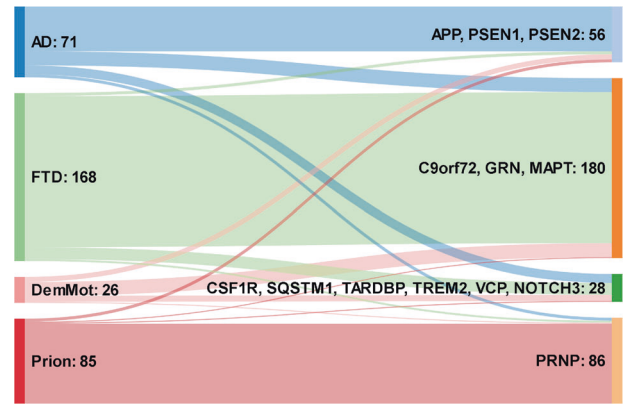 AD: 71
APP, PSEN1, PSEN2: 56
FTD: 168
C9orf72, GRN, MAPT: 180
DemMot: 26
CSF1R, SQSTM1, TARDBP, TREM2, VCP, NOTCH3: 28
Prion: 85
PRNP: 86